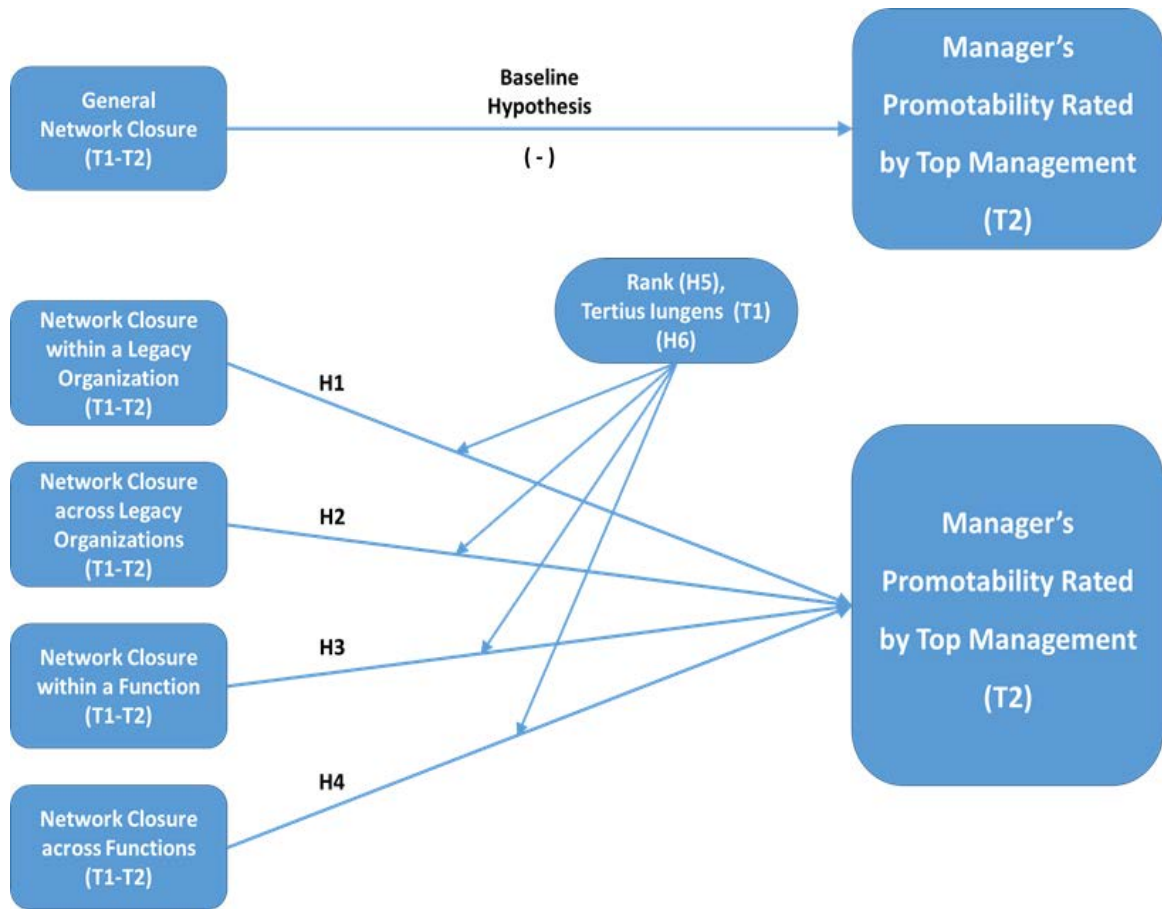 General
Network Closure
(T1-T2)
Baseline
Hypothesis
( - )
Manager’s
Promotability Rated
by Top Management
(T2)
Rank (H5),
Tertius Iungens (T1)
(H6)
Network Closure
within a Legacy
Organization
(T1-T2)
H1
Network Closure
across Legacy
Organizations
(T1-T2)
H2
Network Closure
within a Function
(T1-T2)
H3
Network Closure
across Functions
(T1-T2)
H4
Manager’s
Promotability Rated
by Top Management
(T2)